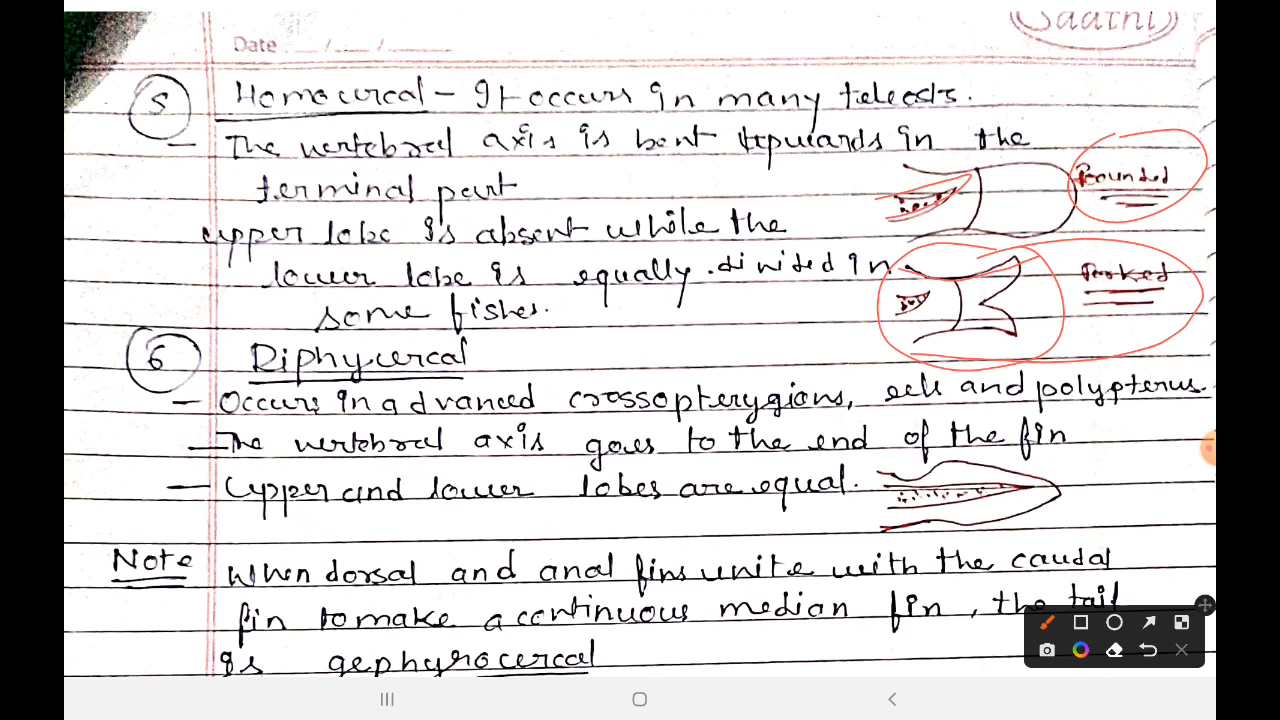 Saathi
Date __/__/____
5 Homocercal - It occurs in many teleosts.
- The vertebral axis is bent upwards in the
terminal part
Rounded
upper lobe is absent while the
lower lobe is equally. divided in
Forked
some fishes.
6 Diphycercal
- Occurs in advanced crossopterygians, eels and polypterus.
- The vertebral axis goes to the end of the fin
- Upper and lower lobes are equal.
Note When dorsal and anal fins unite with the caudal
fin to make a continuous median fin, the tail
is gephyrocercal